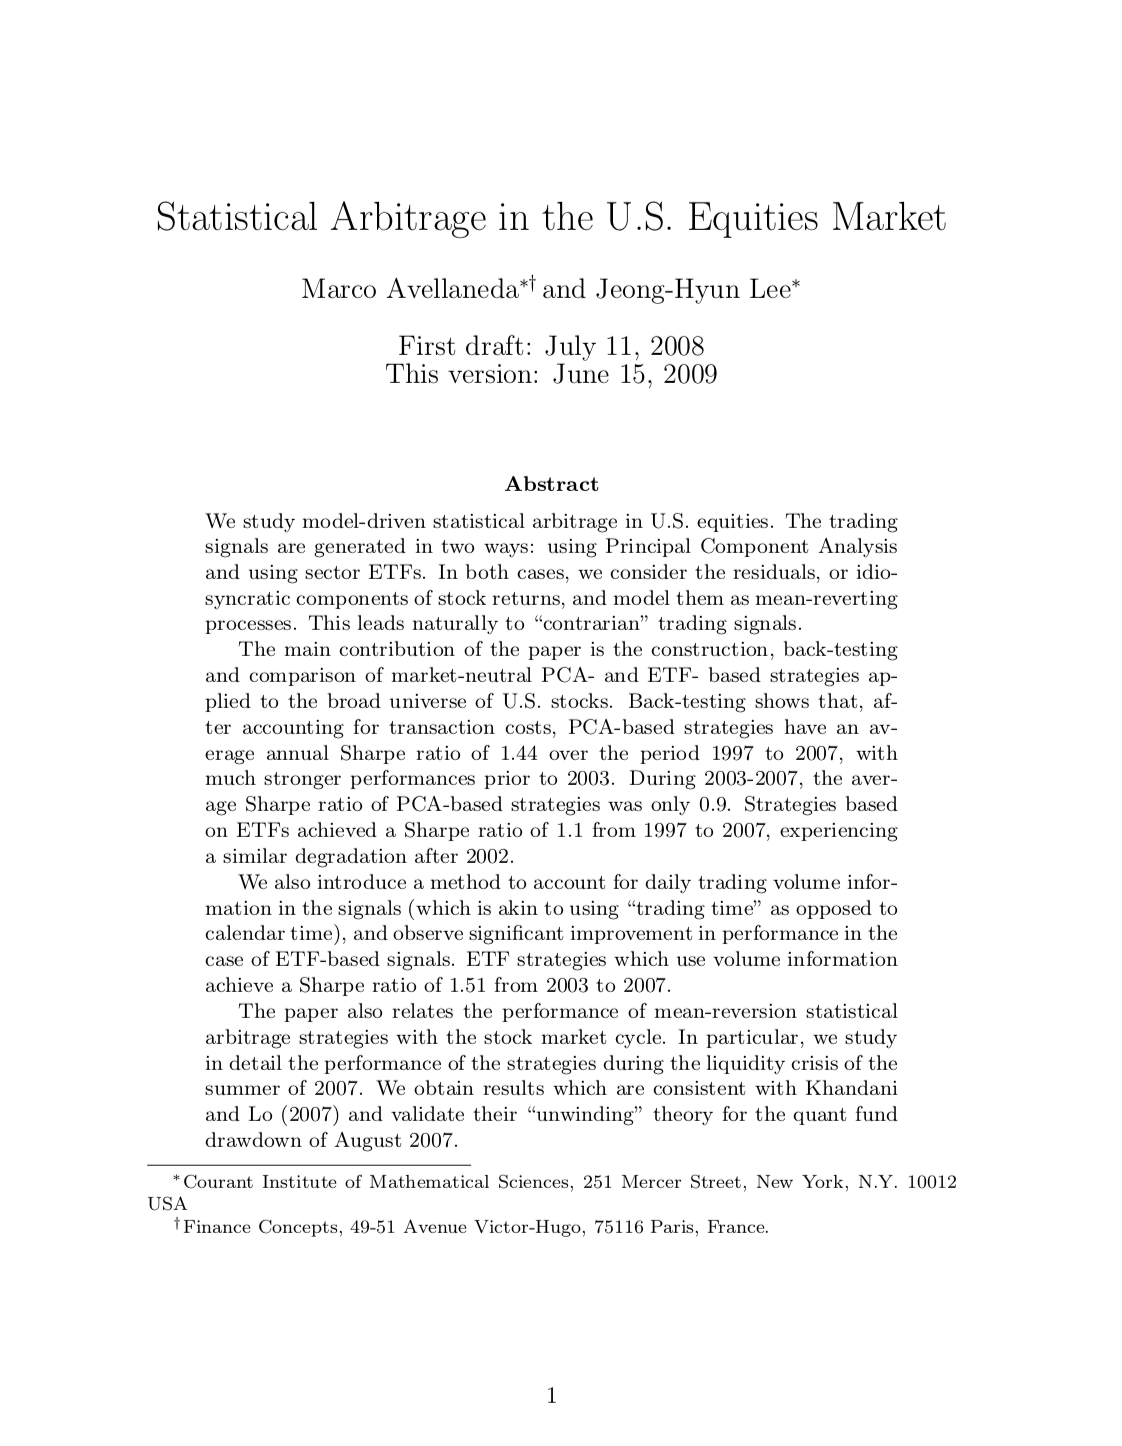 Statistical Arbitrage in the U.S. Equities Market
Marco Avellaneda*† and Jeong-Hyun Lee*
First draft: July 11, 2008
This version: June 15, 2009
Abstract
We study model-driven statistical arbitrage in U.S. equities. The trading
signals are generated in two ways: using Principal Component Analysis
and using sector ETFs. In both cases, we consider the residuals, or idio-
syncratic components of stock returns, and model them as mean-reverting
processes. This leads naturally to “contrarian” trading signals.
The main contribution of the paper is the construction, back-testing
and comparison of market-neutral PCA- and ETF- based strategies ap-
plied to the broad universe of U.S. stocks. Back-testing shows that, af-
ter accounting for transaction costs, PCA-based strategies have an av-
erage annual Sharpe ratio of 1.44 over the period 1997 to 2007, with
much stronger performances prior to 2003. During 2003-2007, the aver-
age Sharpe ratio of PCA-based strategies was only 0.9. Strategies based
on ETFs achieved a Sharpe ratio of 1.1 from 1997 to 2007, experiencing
a similar degradation after 2002.
We also introduce a method to account for daily trading volume infor-
mation in the signals (which is akin to using “trading time” as opposed to
calendar time), and observe significant improvement in performance in the
case of ETF-based signals. ETF strategies which use volume information
achieve a Sharpe ratio of 1.51 from 2003 to 2007.
The paper also relates the performance of mean-reversion statistical
arbitrage strategies with the stock market cycle. In particular, we study
in detail the performance of the strategies during the liquidity crisis of the
summer of 2007. We obtain results which are consistent with Khandani
and Lo (2007) and validate their “unwinding” theory for the quant fund
drawdown of August 2007.
*Courant Institute of Mathematical Sciences, 251 Mercer Street, New York, N.Y. 10012
USA
†Finance Concepts, 49-51 Avenue Victor-Hugo, 75116 Paris, France.
1